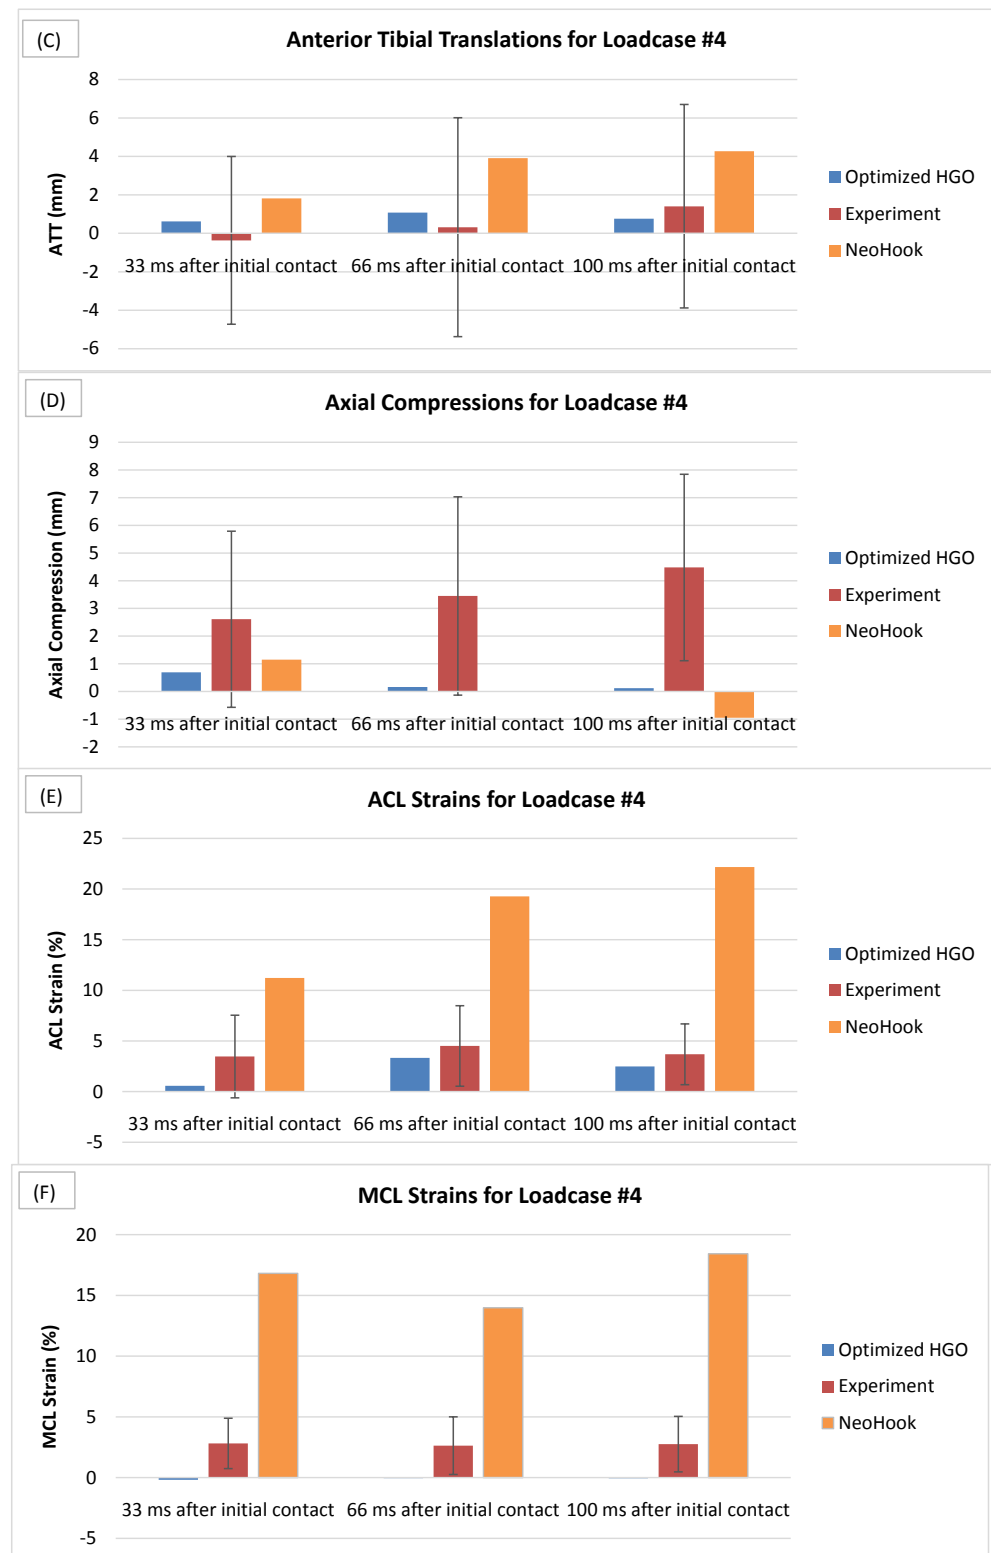 (C)
Anterior Tibial Translations for Loadcase #4
8
6
4
2
0
-2
-4
-6
ATT (mm)
33 ms after initial contact 66 ms after initial contact 100 ms after initial contact
Optimized HGO
Experiment
NeoHook
(D)
Axial Compressions for Loadcase #4
9
8
7
6
5
4
3
2
1
0
-1
-2
Axial Compression (mm)
33 ms after initial contact 66 ms after initial contact 100 ms after initial contact
Optimized HGO
Experiment
NeoHook
(E)
ACL Strains for Loadcase #4
25
20
15
10
5
0
-5
ACL Strain (%)
33 ms after initial contact 66 ms after initial contact 100 ms after initial contact
Optimized HGO
Experiment
NeoHook
(F)
MCL Strains for Loadcase #4
20
15
10
5
0
-5
MCL Strain (%)
33 ms after initial contact 66 ms after initial contact 100 ms after initial contact
Optimized HGO
Experiment
NeoHook